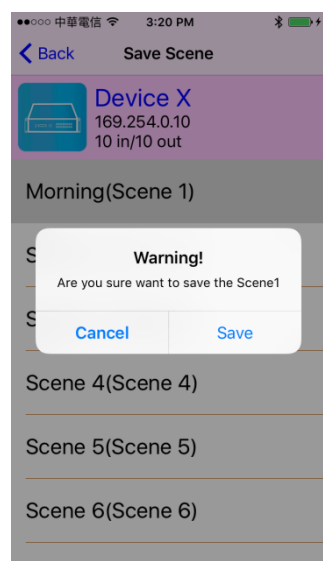 中華電信 3:20 PM
Back Save Scene
Device X
169.254.0.10
10 in/10 out
Morning(Scene 1)
S
Warning!
Are you sure want to save the Scene1
S
Cancel Save
Scene 4(Scene 4)
Scene 5(Scene 5)
Scene 6(Scene 6)